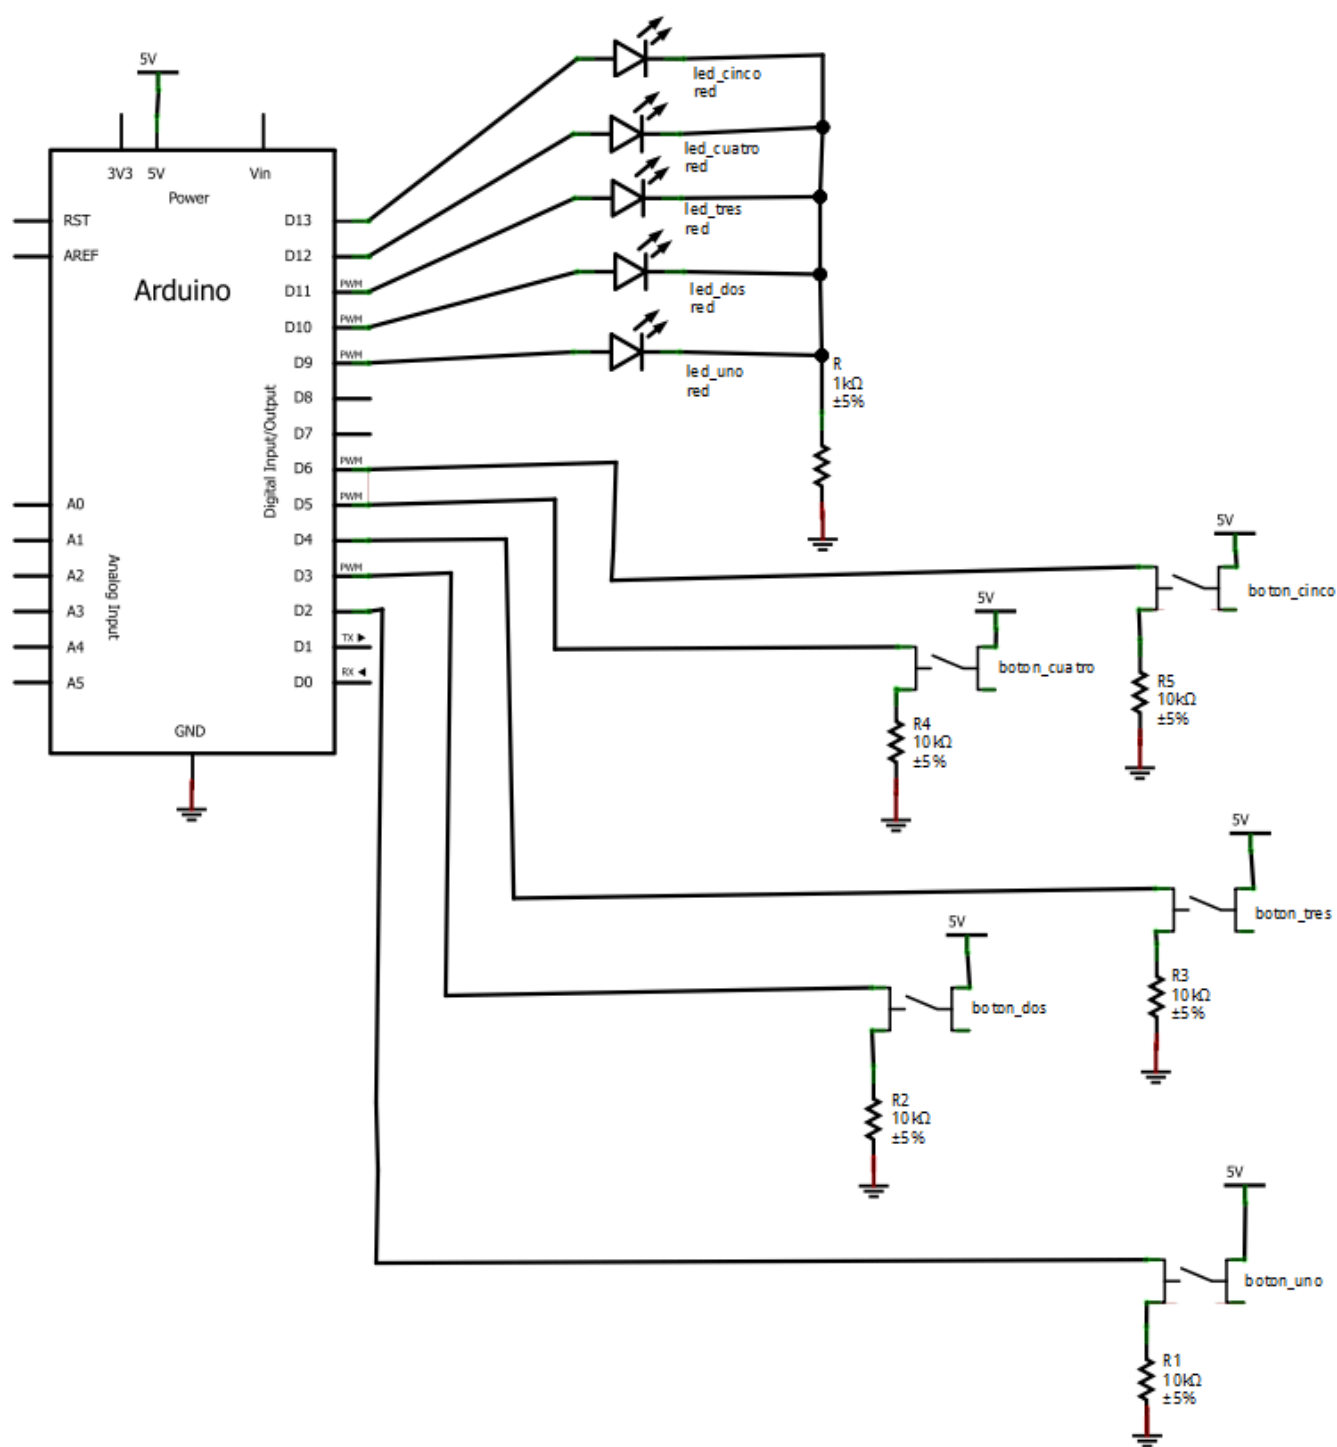 5V
3V3 5V Vin
Power
RST
AREF
Arduino
D13
D12
D11 PWM
D10 PWM
D9 PWM
D8
D7
D6 PWM
D5 PWM
D4
D3 PWM
D2
D1 TX
D0 RX
Digital Input/Output
A0
A1
A2
A3
A4
A5
Analog Input
GND
led_cinco
red
led_cuatro
red
led_tres
red
led_dos
red
led_uno
red
R
1kΩ
±5%
5V
boton_cinco
R5
10kΩ
±5%
5V
boton_cuatro
R4
10kΩ
±5%
5V
boton_tres
R3
10kΩ
±5%
5V
boton_dos
R2
10kΩ
±5%
5V
boton_uno
R1
10kΩ
±5%